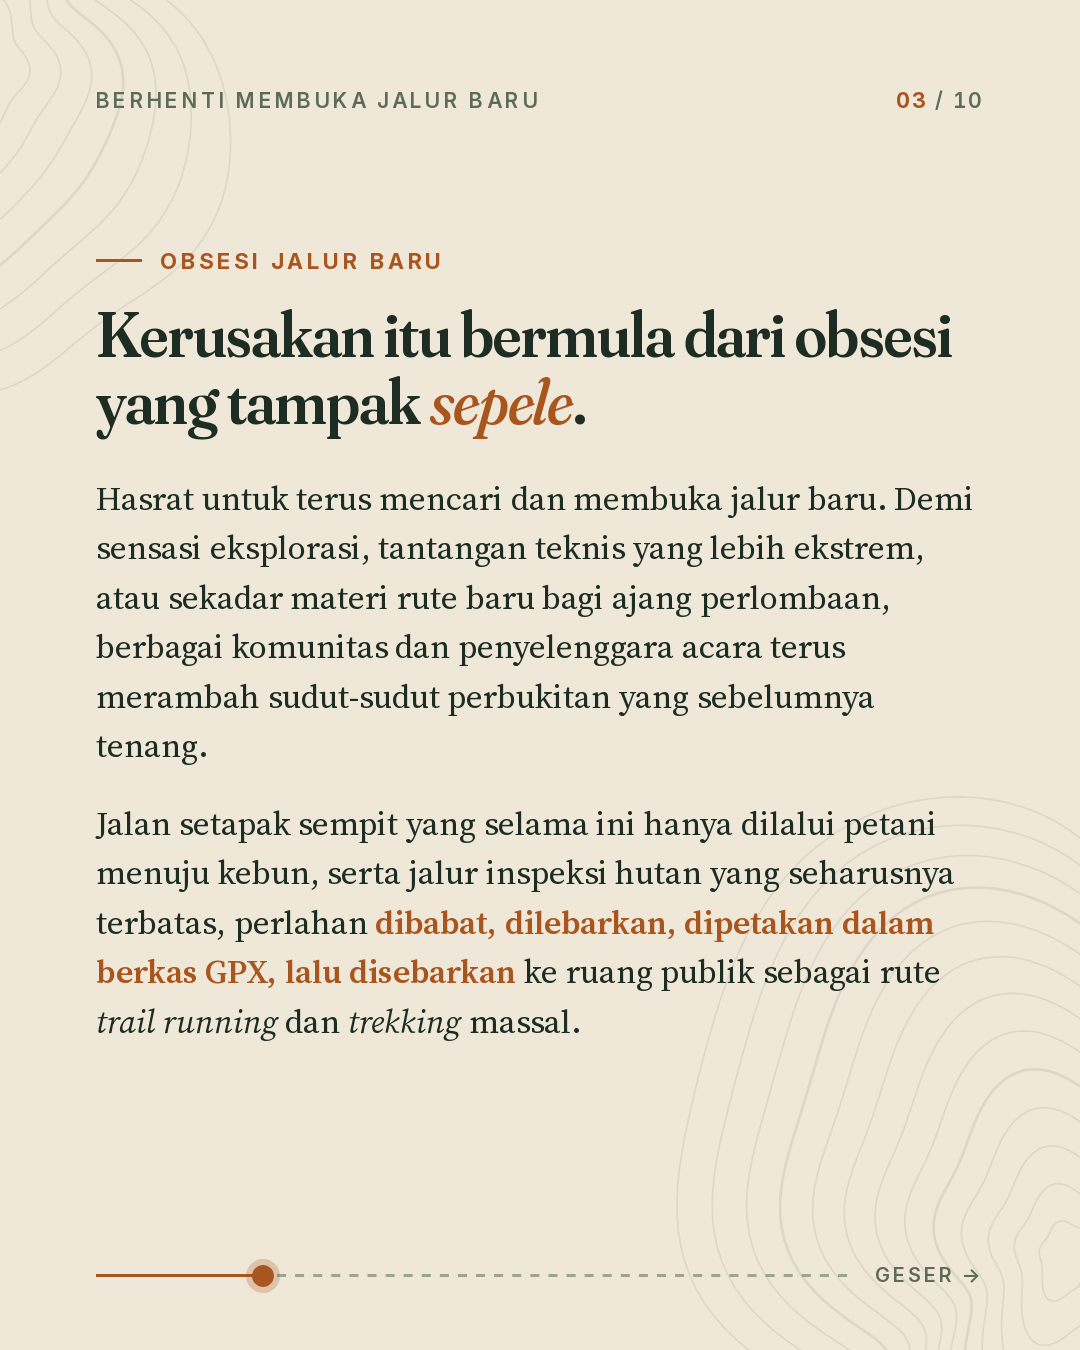 BERHENTI MEMBUKA JALUR BARU
03 / 10
OBSESI JALUR BARU
Kerusakan itu bermula dari obsesi
yang tampak sepele.
Hasrat untuk terus mencari dan membuka jalur baru. Demi
sensasi eksplorasi, tantangan teknis yang lebih ekstrem,
atau sekadar materi rute baru bagi ajang perlombaan,
berbagai komunitas dan penyelenggara acara terus
merambah sudut-sudut perbukitan yang sebelumnya
tenang.
Jalan setapak sempit yang selama ini hanya dilalui petani
menuju kebun, serta jalur inspeksi hutan yang seharusnya
terbatas, perlahan dibabat, dilebarkan, dipetakan dalam
berkas GPX, lalu disebarkan ke ruang publik sebagai rute
trail running dan trekking massal.
GESER →